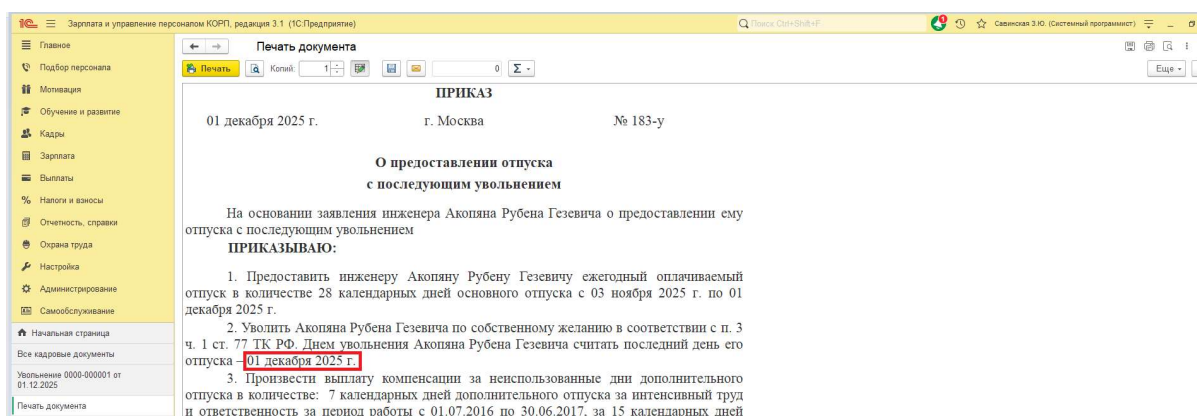 1С Зарплата и управление персоналом КОРП, редакция 3.1 (1С:Предприятие)
Поиск Ctrl+Shift+F
Савинская З.Ю. (Системный программист)
Главное
Подбор персонала
Мотивация
Обучение и развитие
Кадры
Зарплата
Выплаты
Налоги и взносы
Отчетность, справки
Охрана труда
Настройка
Администрирование
Самообслуживание
Начальная страница
Все кадровые документы
Увольнение 0000-000001 от
01.12.2025
Печать документа
Печать документа
Печать Копий: 1 0 Σ
Еще
ПРИКАЗ
01 декабря 2025 г. г. Москва № 183-у
О предоставлении отпуска
с последующим увольнением
На основании заявления инженера Акопяна Рубена Гезевича о предоставлении ему
отпуска с последующим увольнением
ПРИКАЗЫВАЮ:
1. Предоставить инженеру Акопяну Рубену Гезевичу ежегодный оплачиваемый
отпуск в количестве 28 календарных дней основного отпуска с 03 ноября 2025 г. по 01
декабря 2025 г.
2. Уволить Акопяна Рубена Гезевича по собственному желанию в соответствии с п. 3
ч. 1 ст. 77 ТК РФ. Днем увольнения Акопяна Рубена Гезевича считать последний день его
отпуска – 01 декабря 2025 г.
3. Произвести выплату компенсации за неиспользованные дни дополнительного
отпуска в количестве: 7 календарных дней дополнительного отпуска за интенсивный труд
и ответственность за период работы с 01.07.2016 по 30.06.2017, за 15 календарных дней